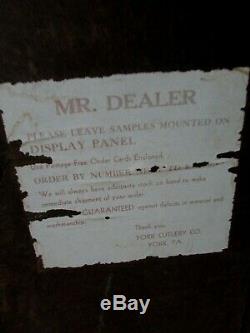 MR. DEALER
PLEASE LEAVE SAMPLES MOUNTED ON
DISPLAY PANEL
Use Postage-Free Order Cards Enclosed
ORDER BY NUMBER
We will always have adequate stock on hand to make
immediate shipment of your order.
GUARANTEED against defects in material and
workmanship.
Thank you,
YORK CUTLERY CO.
YORK, PA.